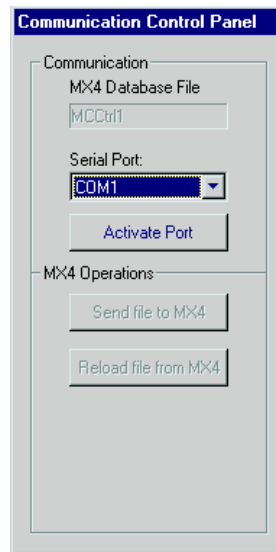 Communication Control Panel
Communication
MX4 Database File
MCCtrl1
Serial Port:
COM1
Activate Port
MX4 Operations
Send file to MX4
Reload file from MX4